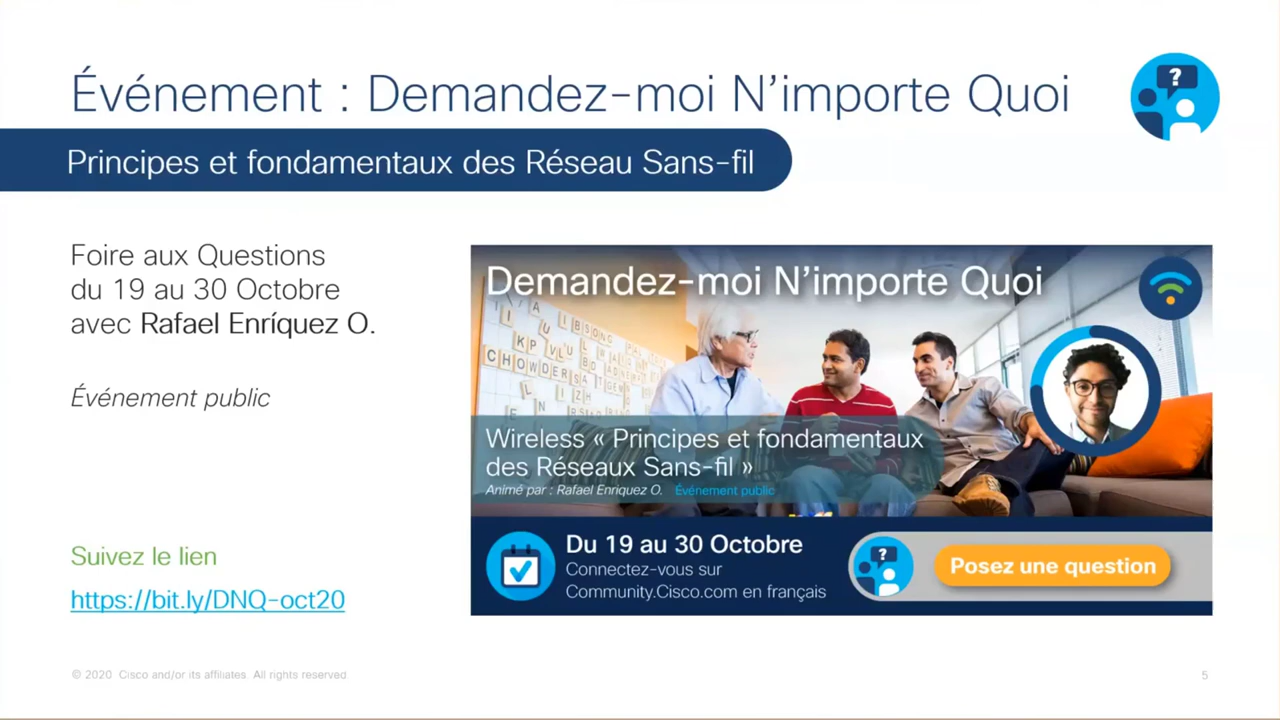 Événement : Demandez-moi N'importe Quoi
?
Principes et fondamentaux des Réseau Sans-fil
Foire aux Questions
du 19 au 30 Octobre
avec Rafael Enríquez O.
Événement public
Suivez le lien
https://bit.ly/DNQ-oct20
Demandez-moi N'importe Quoi
CHOWDER
Wireless « Principes et fondamentaux
des Réseaux Sans-fil »
Animé par : Rafael Enriquez O. Événement public
Du 19 au 30 Octobre
Connectez-vous sur
Community.Cisco.com en français
?
Posez une question
© 2020 Cisco and/or its affiliates. All rights reserved.
5